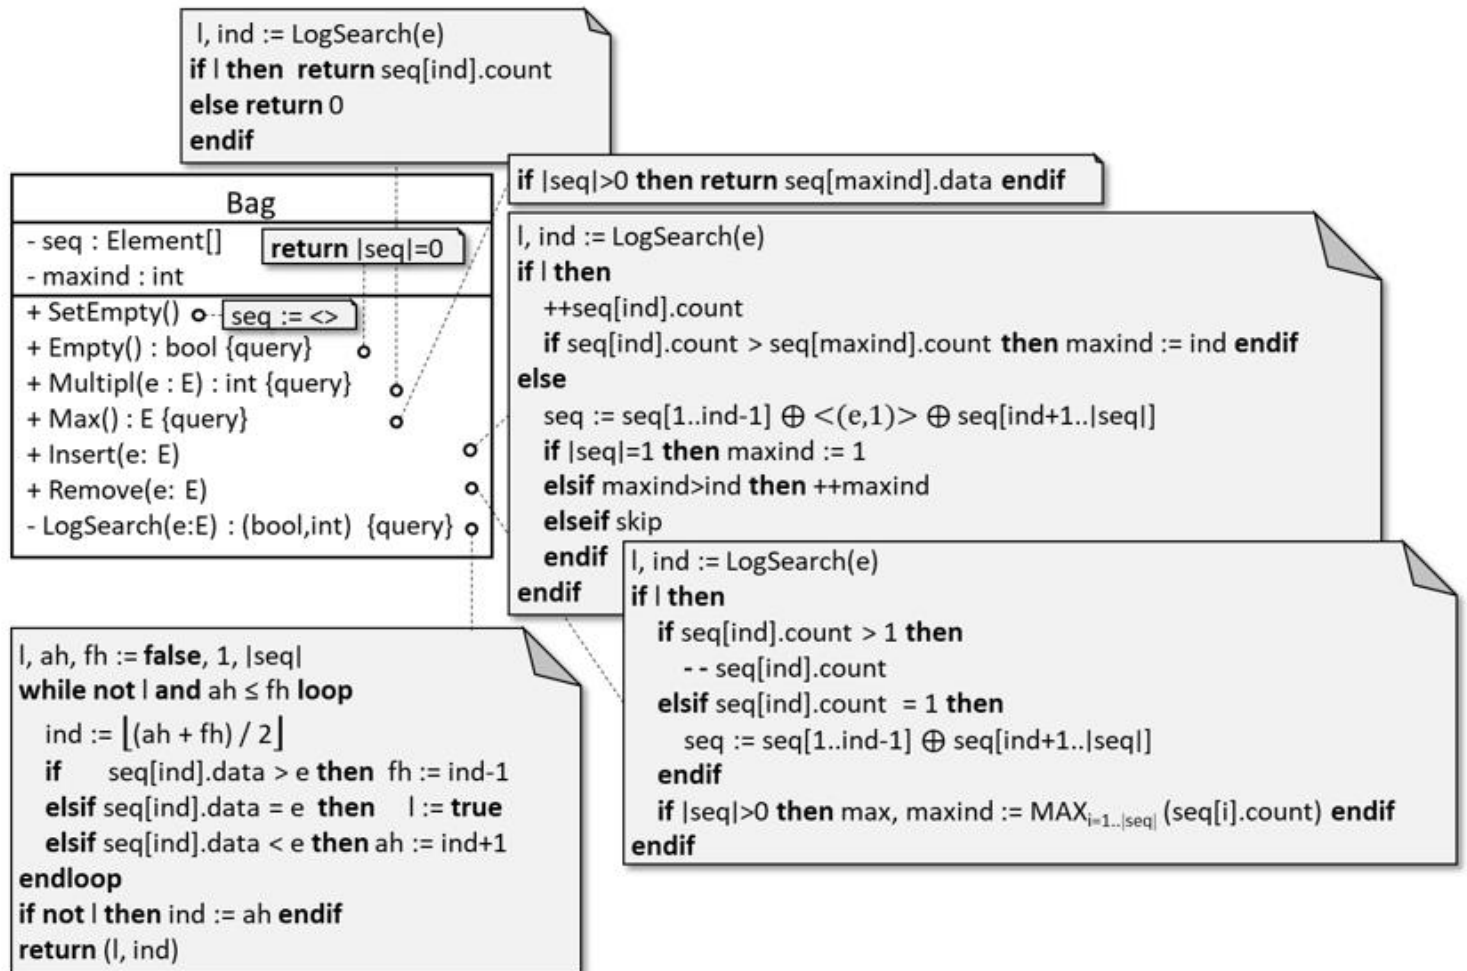 l, ind := LogSearch(e)
if l then return seq[ind].count
else return 0
endif
if |seq|>0 then return seq[maxind].data endif
Bag
- seq : Element[]
- maxind : int
return |seq|=0
+ SetEmpty()
seq := <>
+ Empty() : bool {query}
+ Multipl(e : E) : int {query}
+ Max() : E {query}
+ Insert(e: E)
+ Remove(e: E)
- LogSearch(e:E) : (bool,int) {query}
l, ind := LogSearch(e)
if l then
++seq[ind].count
if seq[ind].count > seq[maxind].count then maxind := ind endif
else
seq := seq[1..ind-1] ⊕ <(e,1)> ⊕ seq[ind+1..|seq|]
if |seq|=1 then maxind := 1
elsif maxind>ind then ++maxind
elseif skip
endif
endif
l, ind := LogSearch(e)
if l then
if seq[ind].count > 1 then
- - seq[ind].count
elsif seq[ind].count = 1 then
seq := seq[1..ind-1] ⊕ seq[ind+1..|seq|]
endif
if |seq|>0 then max, maxind := MAX i=1..|seq| (seq[i].count) endif
endif
l, ah, fh := false, 1, |seq|
while not l and ah ≤ fh loop
ind := ⌊(ah + fh) / 2⌋
if seq[ind].data > e then fh := ind-1
elsif seq[ind].data = e then l := true
elsif seq[ind].data < e then ah := ind+1
endloop
if not l then ind := ah endif
return (l, ind)